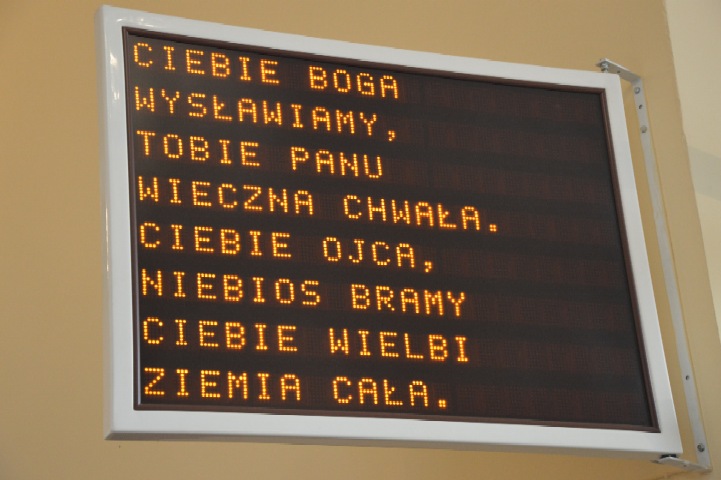 CIEBIE BOGA
WYSŁAWIAMY,
TOBIE PANU
WIECZNA CHWAŁA.
CIEBIE OJCA,
NIEBIOS BRAMY
CIEBIE WIELBI
ZIEMIA CAŁA.